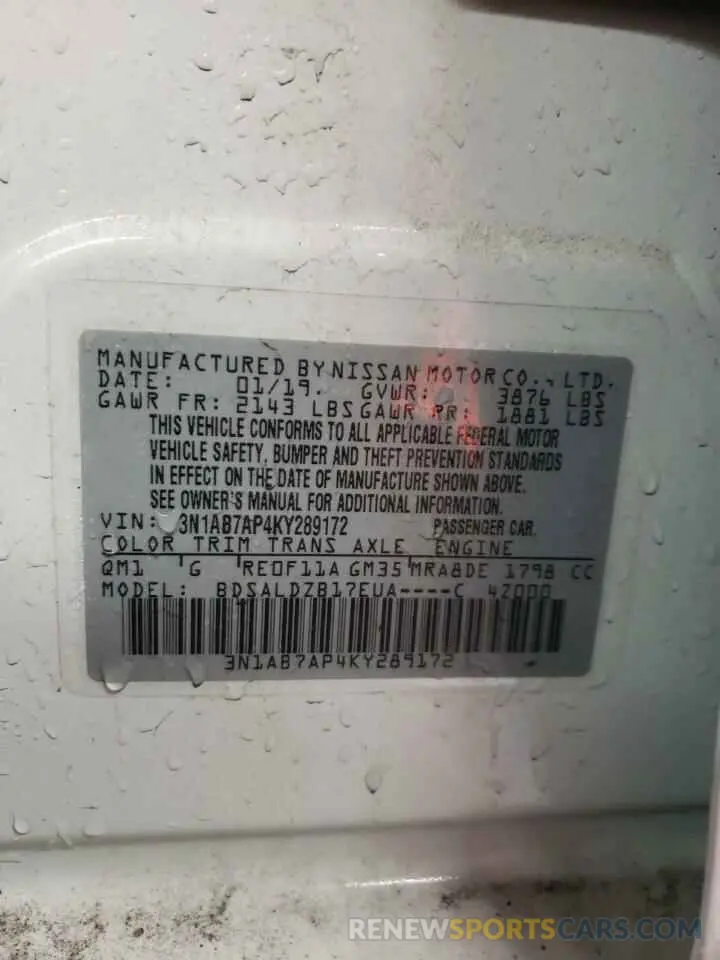 MANUFACTURED BY NISSAN MOTOR CO., LTD.
DATE: 01/19. GVWR: 3876 LBS
GAWR FR: 2143 LBS GAWR RR: 1881 LBS
THIS VEHICLE CONFORMS TO ALL APPLICABLE FEDERAL MOTOR
VEHICLE SAFETY, BUMPER AND THEFT PREVENTION STANDARDS
IN EFFECT ON THE DATE OF MANUFACTURE SHOWN ABOVE.
SEE OWNER'S MANUAL FOR ADDITIONAL INFORMATION.
VIN: 3N1AB7AP4KY289172 PASSENGER CAR.
COLOR TRIM TRANS AXLE ENGINE
QM1 G RE0F11A GM35 MRA8DE 1798 CC
MODEL: BDSALDZB17EUA----C 4Z000
3N1AB7AP4KY289172
RENEWSPORTSCARS.COM